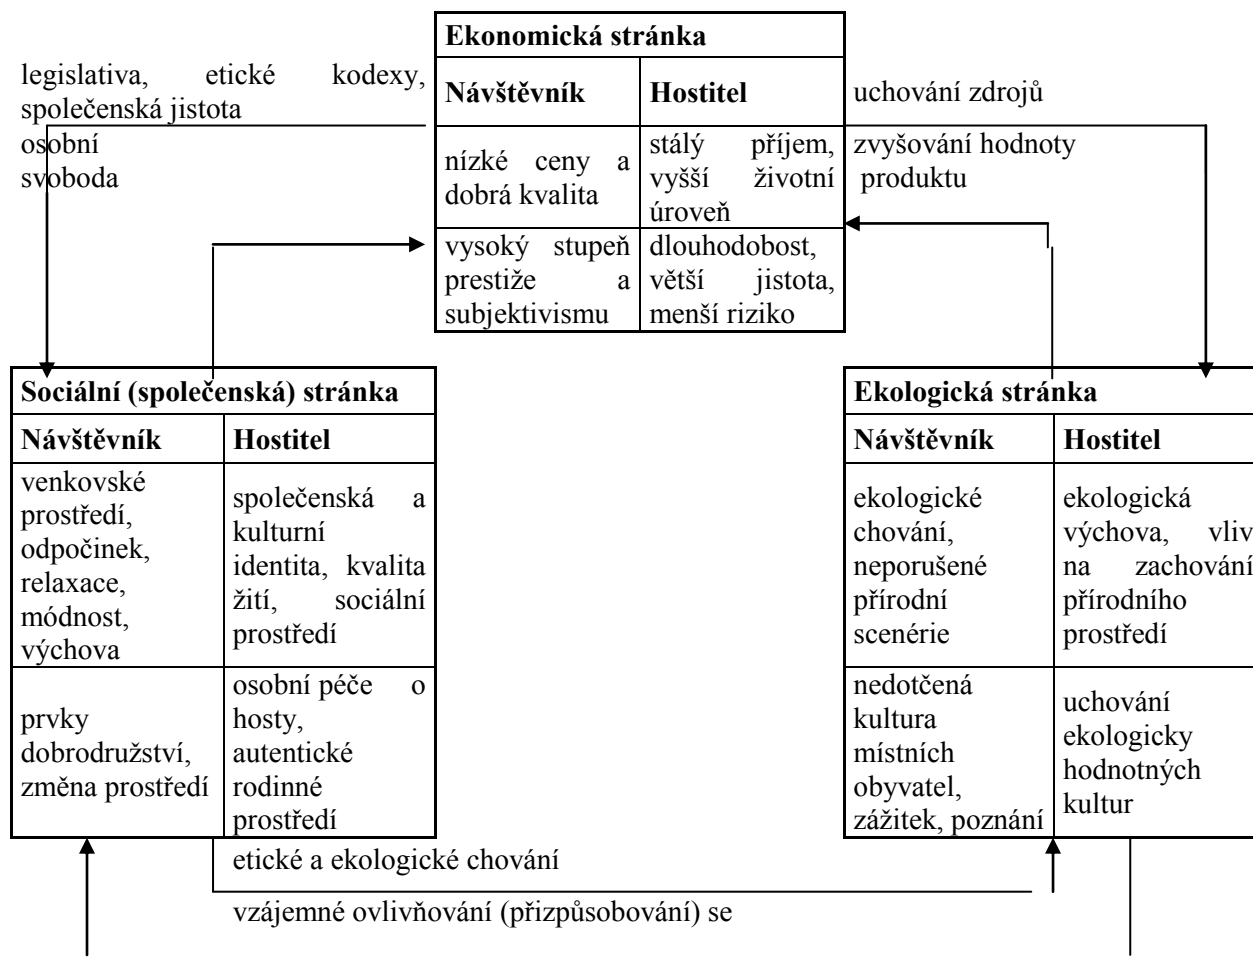 Ekonomická stránka
legislativa, etické kodexy,
společenská jistota
osobní
svoboda
Návštěvník
Hostitel
nízké ceny a
dobrá kvalita
stálý příjem,
vyšší životní
úroveň
vysoký stupeň
prestiže a
subjektivismu
dlouhodobost,
větší jistota,
menší riziko
uchování zdrojů
zvyšování hodnoty
produktu
Sociální (společenská) stránka
Návštěvník
Hostitel
venkovské
prostředí,
odpočinek,
relaxace,
módnost,
výchova
společenská a
kulturní
identita, kvalita
žití, sociální
prostředí
prvky
dobrodružství,
změna prostředí
osobní péče o
hosty,
autentické
rodinné
prostředí
Ekologická stránka
Návštěvník
Hostitel
ekologické
chování,
neporušené
přírodní
scenérie
ekologická
výchova, vliv
na zachování
přírodního
prostředí
nedotčená
kultura
místních
obyvatel,
zážitek, poznání
uchování
ekologicky
hodnotných
kultur
etické a ekologické chování
vzájemné ovlivňování (přizpůsobování) se